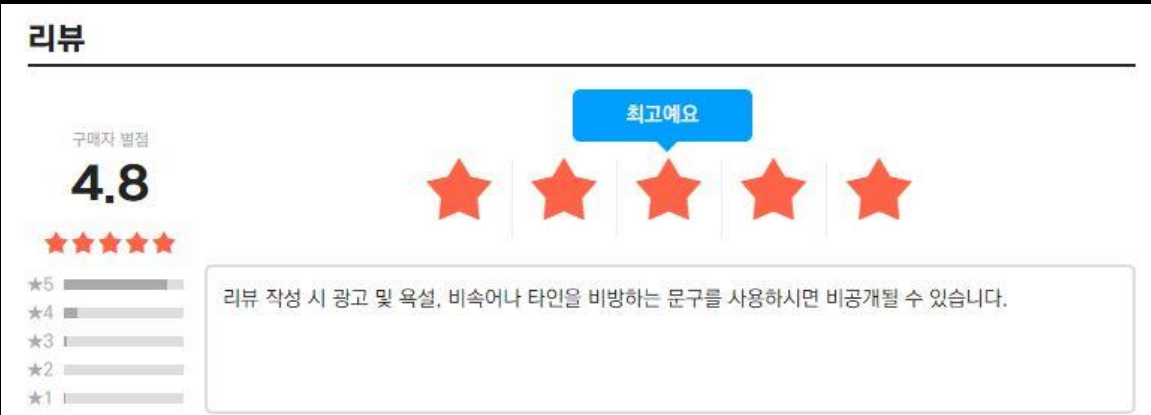 리뷰
최고예요
구매자 별점
4.8
★5
★4
★3
★2
★1
리뷰 작성 시 광고 및 욕설, 비속어나 타인을 비방하는 문구를 사용하시면 비공개될 수 있습니다.